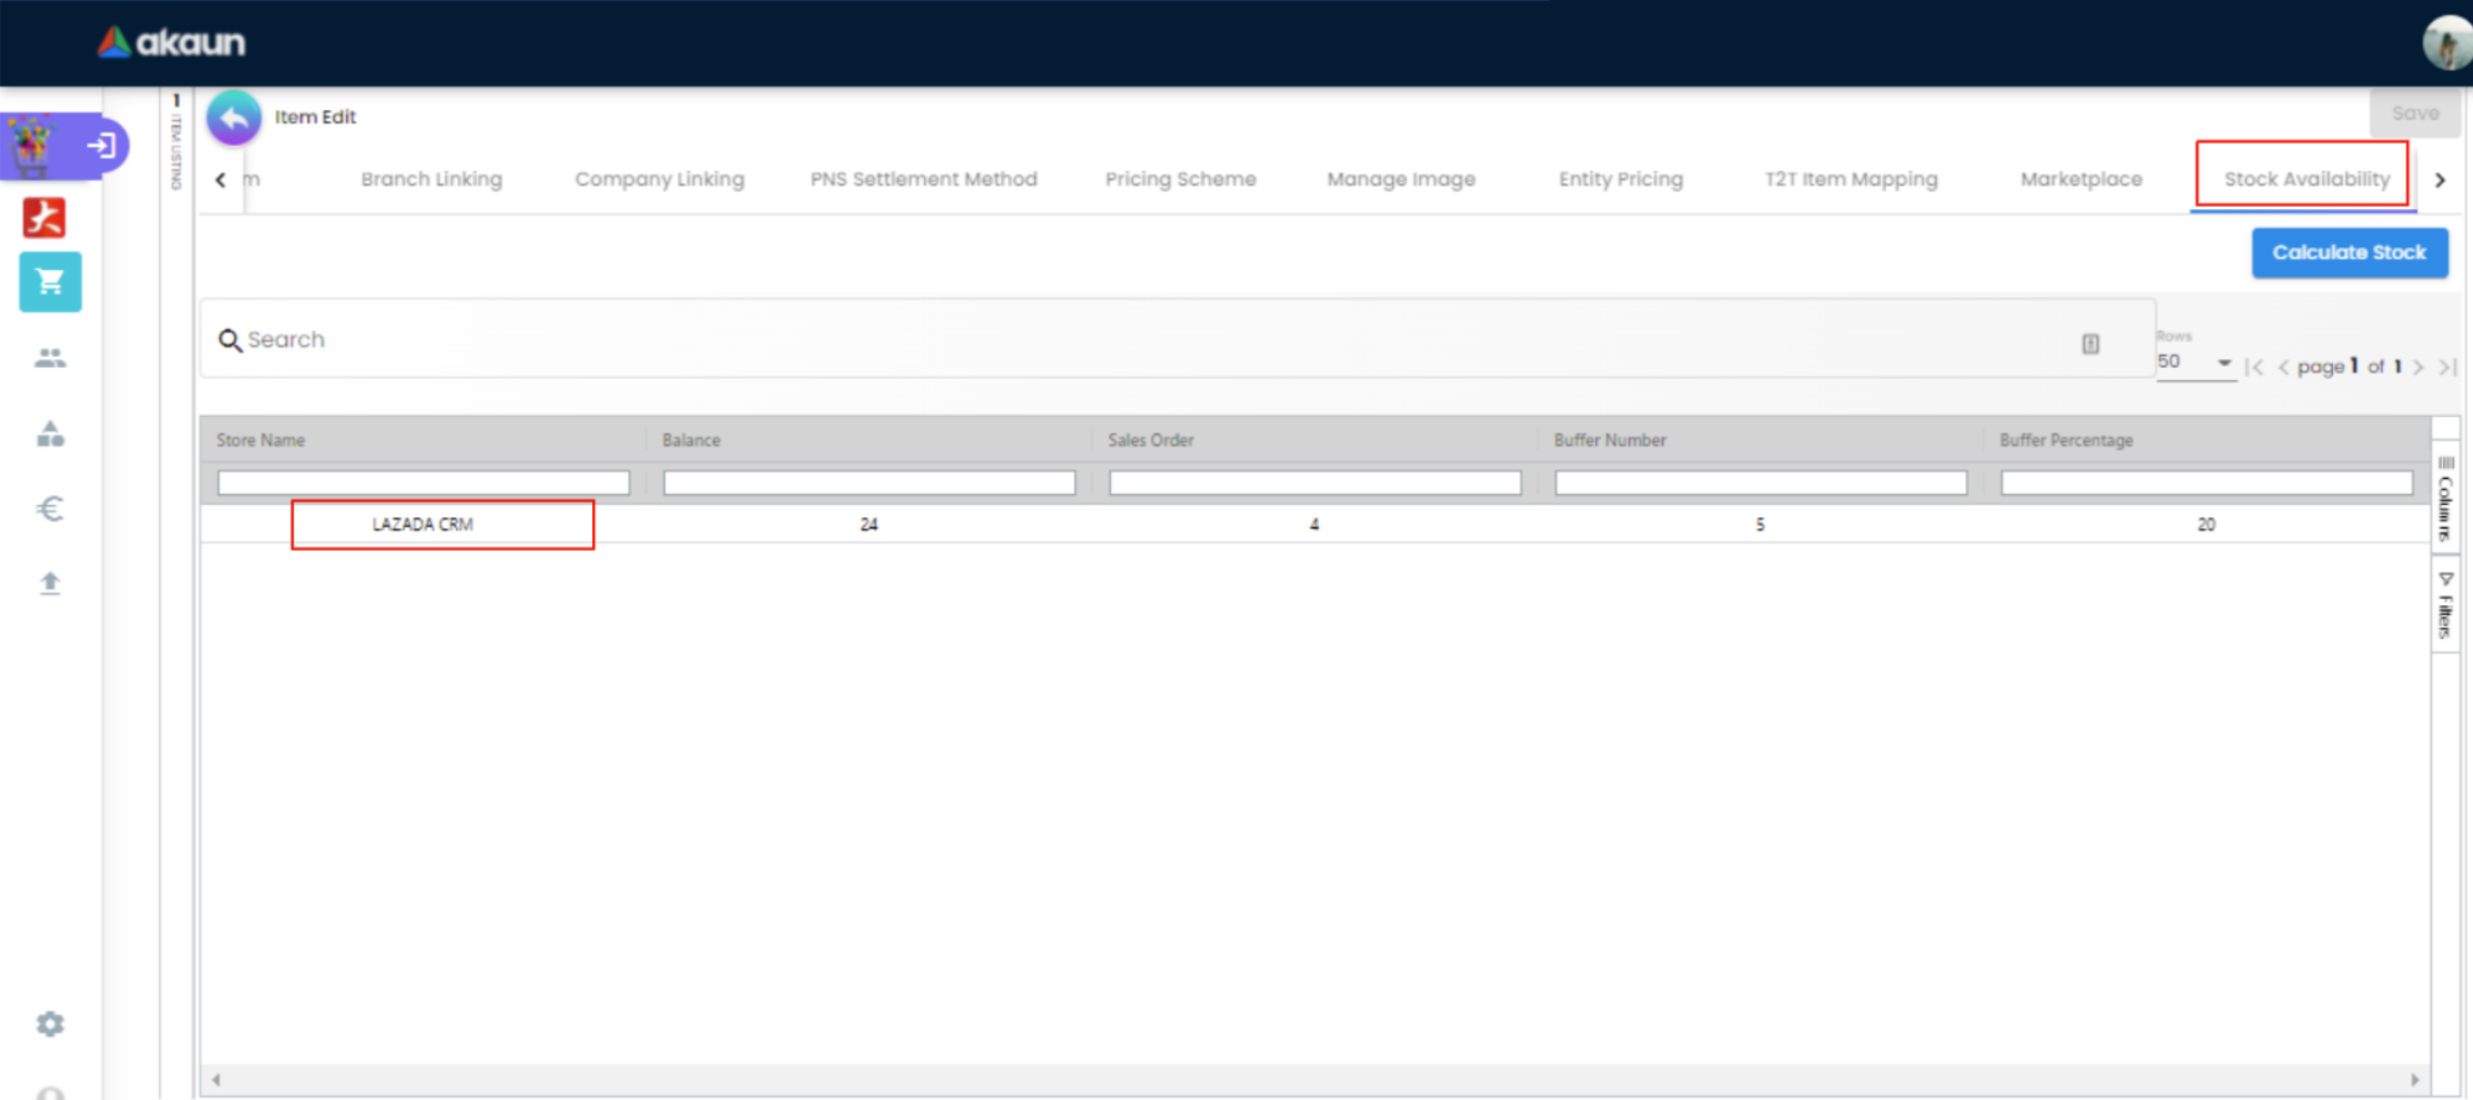 akaun
1 ITEM LISTING
Item Edit
Save
m
Branch Linking
Company Linking
PNS Settlement Method
Pricing Scheme
Manage Image
Entity Pricing
T2T Item Mapping
Marketplace
Stock Availability
Calculate Stock
Search
Rows
50
page 1 of 1
Store Name
Balance
Sales Order
Buffer Number
Buffer Percentage
LAZADA CRM
24
4
5
20
Columns
Filters